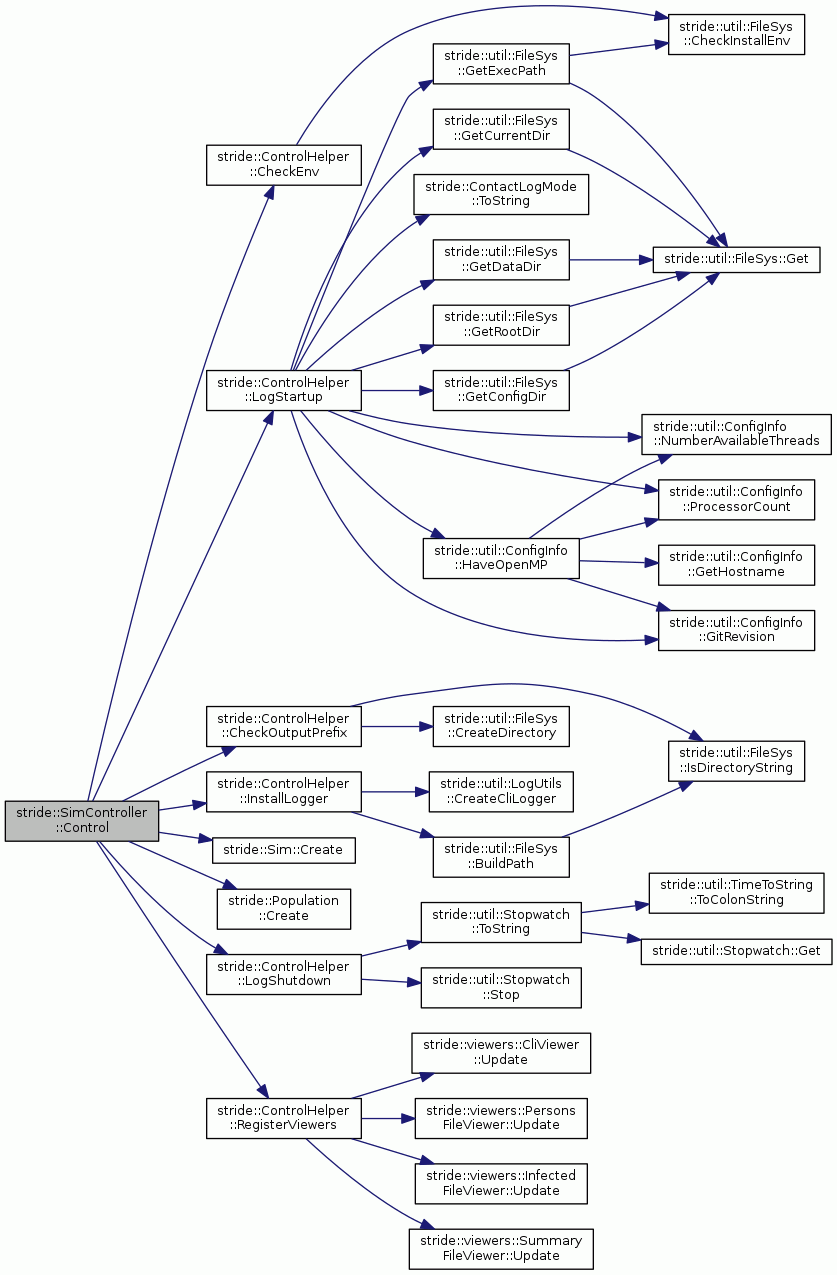 stride::util::FileSys
::CheckInstallEnv
stride::util::FileSys
::GetExecPath
stride::util::FileSys
::GetCurrentDir
stride::ControlHelper
::CheckEnv
stride::ContactLogMode
::ToString
stride::util::FileSys
::GetDataDir
stride::util::FileSys::Get
stride::util::FileSys
::GetRootDir
stride::ControlHelper
::LogStartup
stride::util::FileSys
::GetConfigDir
stride::util::ConfigInfo
::NumberAvailableThreads
stride::util::ConfigInfo
::ProcessorCount
stride::util::ConfigInfo
::HaveOpenMP
stride::util::ConfigInfo
::GetHostname
stride::util::ConfigInfo
::GitRevision
stride::ControlHelper
::CheckOutputPrefix
stride::util::FileSys
::CreateDirectory
stride::util::FileSys
::IsDirectoryString
stride::ControlHelper
::InstallLogger
stride::util::LogUtils
::CreateCliLogger
stride::SimController
::Control
stride::Sim::Create
stride::util::FileSys
::BuildPath
stride::Population
::Create
stride::util::TimeToString
::ToColonString
stride::util::Stopwatch
::ToString
stride::util::Stopwatch::Get
stride::ControlHelper
::LogShutdown
stride::util::Stopwatch
::Stop
stride::viewers::CliViewer
::Update
stride::ControlHelper
::RegisterViewers
stride::viewers::Persons
FileViewer::Update
stride::viewers::Infected
FileViewer::Update
stride::viewers::Summary
FileViewer::Update